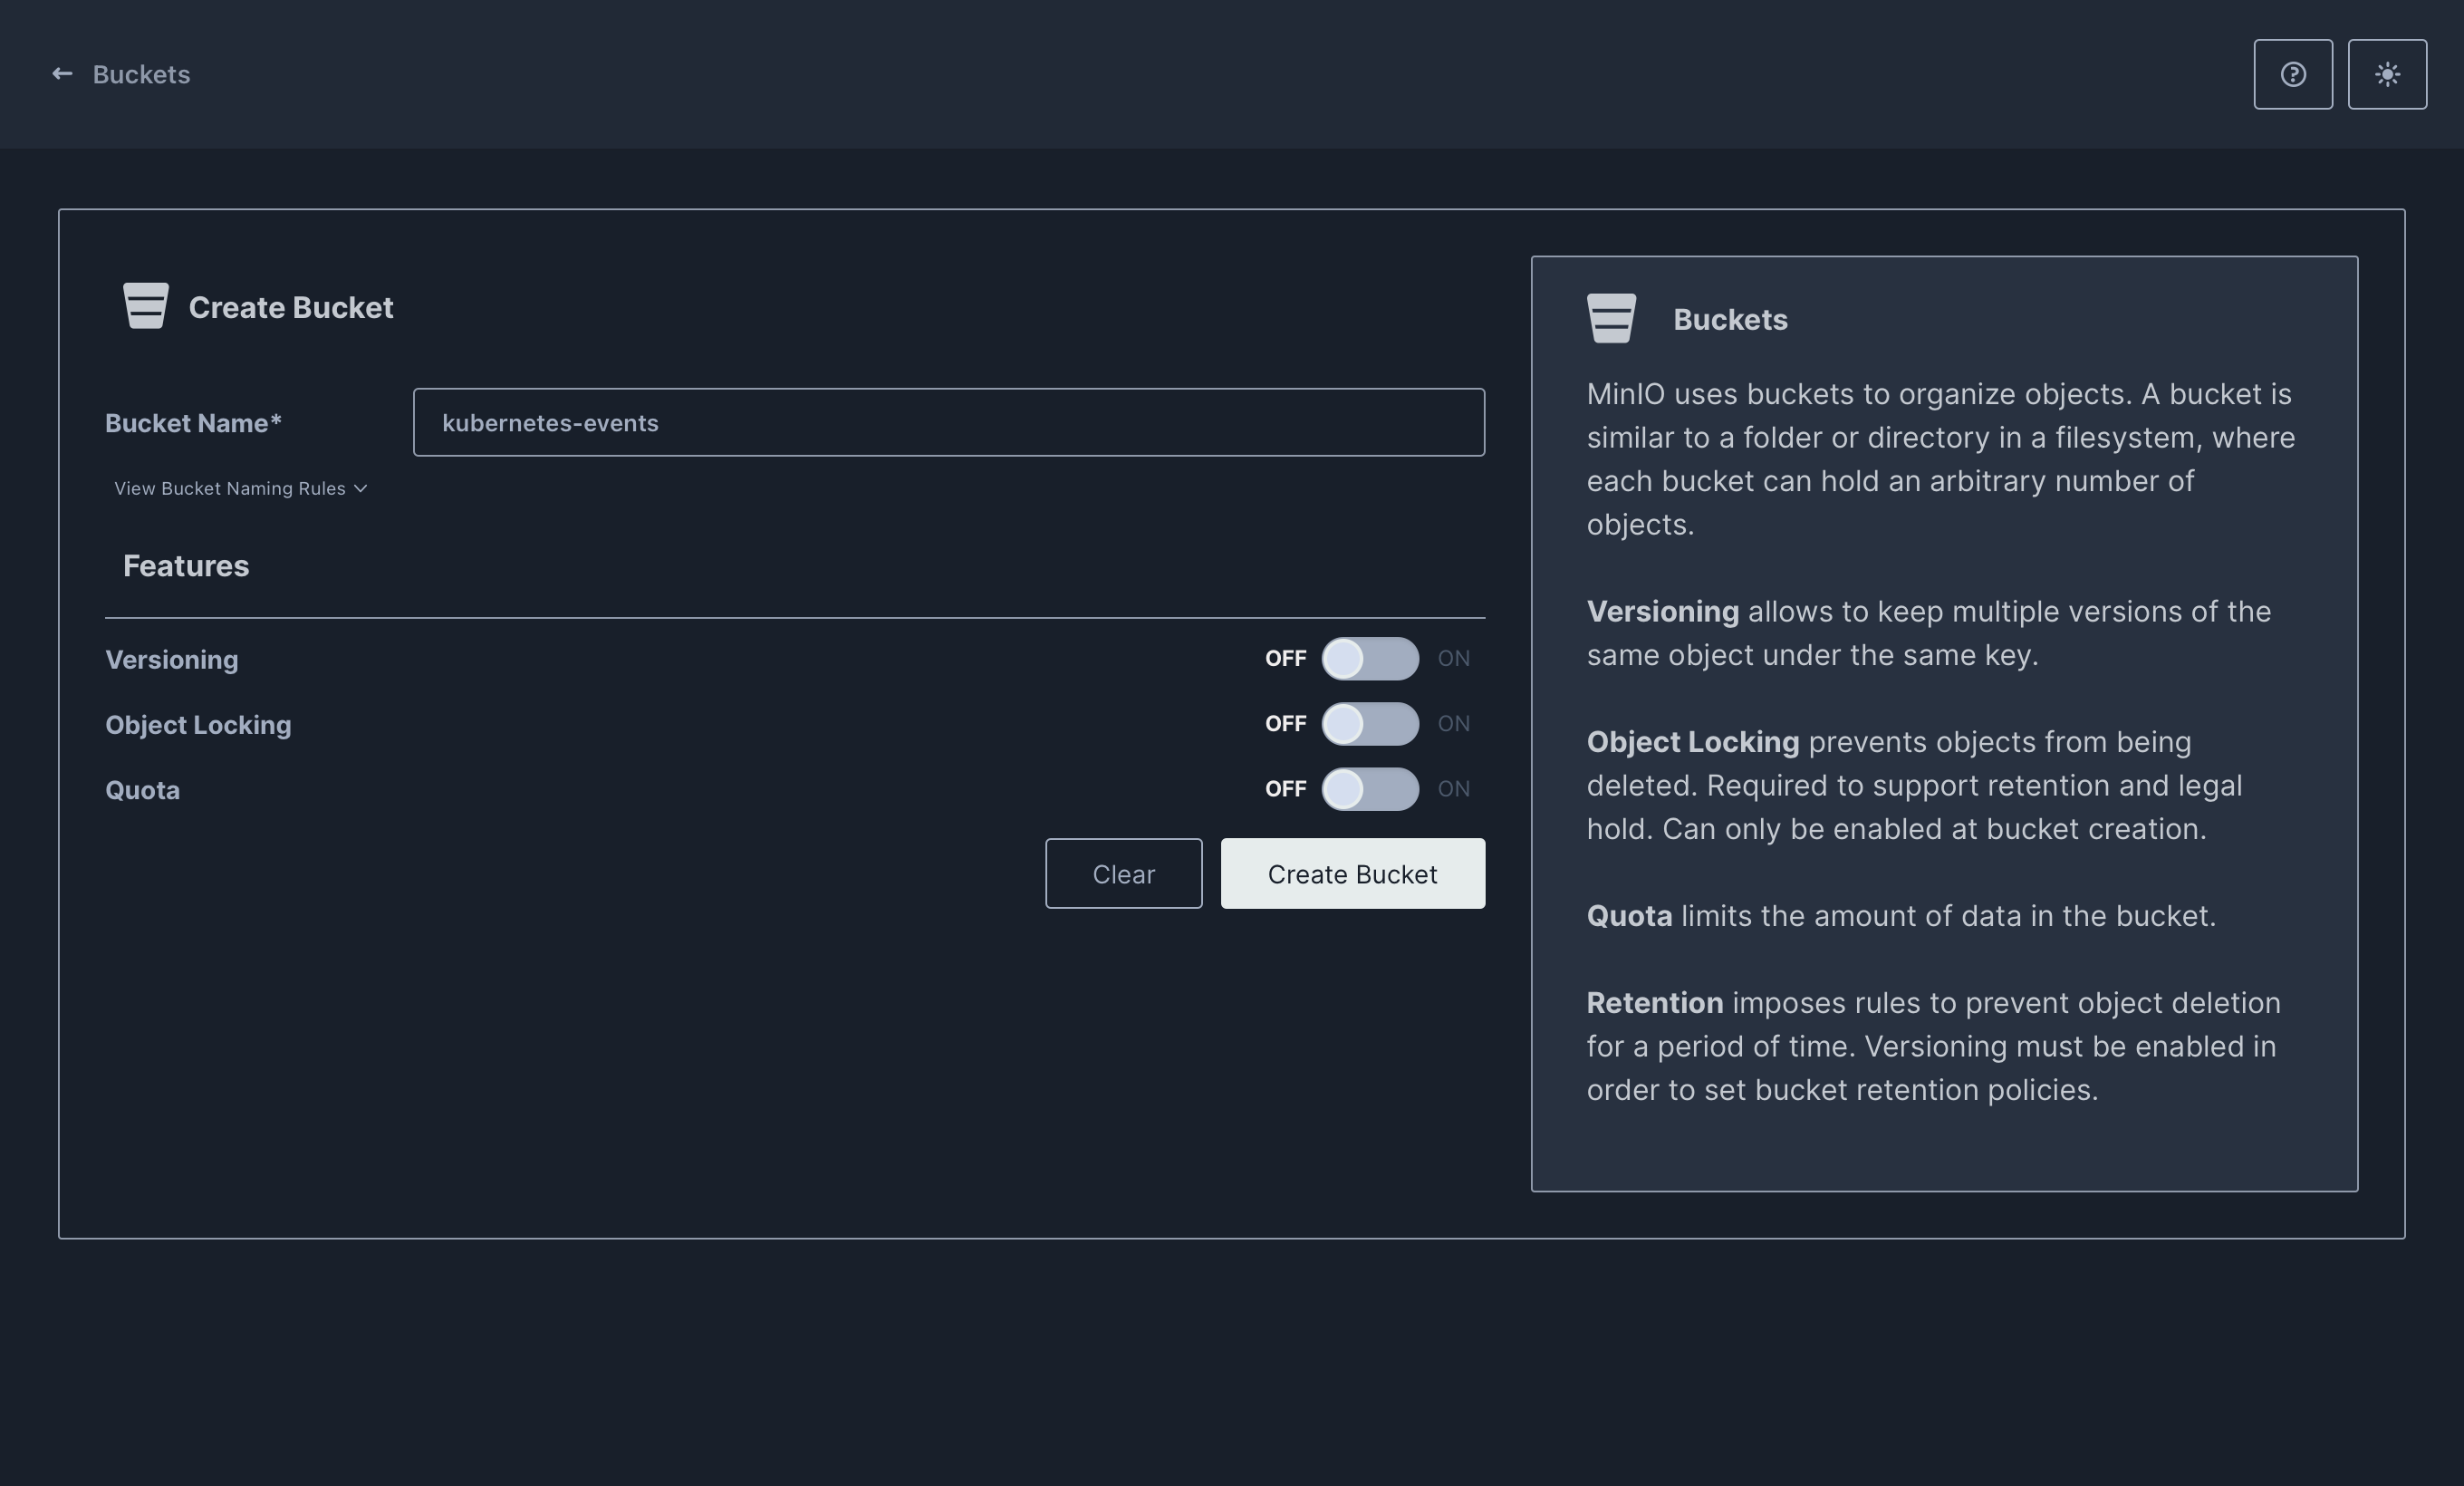 Buckets
Create Bucket
Bucket Name*
kubernetes-events
View Bucket Naming Rules
Features
Versioning
OFF ON
Object Locking
OFF ON
Quota
OFF ON
Clear
Create Bucket
Buckets
MinIO uses buckets to organize objects. A bucket is
similar to a folder or directory in a filesystem, where
each bucket can hold an arbitrary number of
objects.
Versioning allows to keep multiple versions of the
same object under the same key.
Object Locking prevents objects from being
deleted. Required to support retention and legal
hold. Can only be enabled at bucket creation.
Quota limits the amount of data in the bucket.
Retention imposes rules to prevent object deletion
for a period of time. Versioning must be enabled in
order to set bucket retention policies.